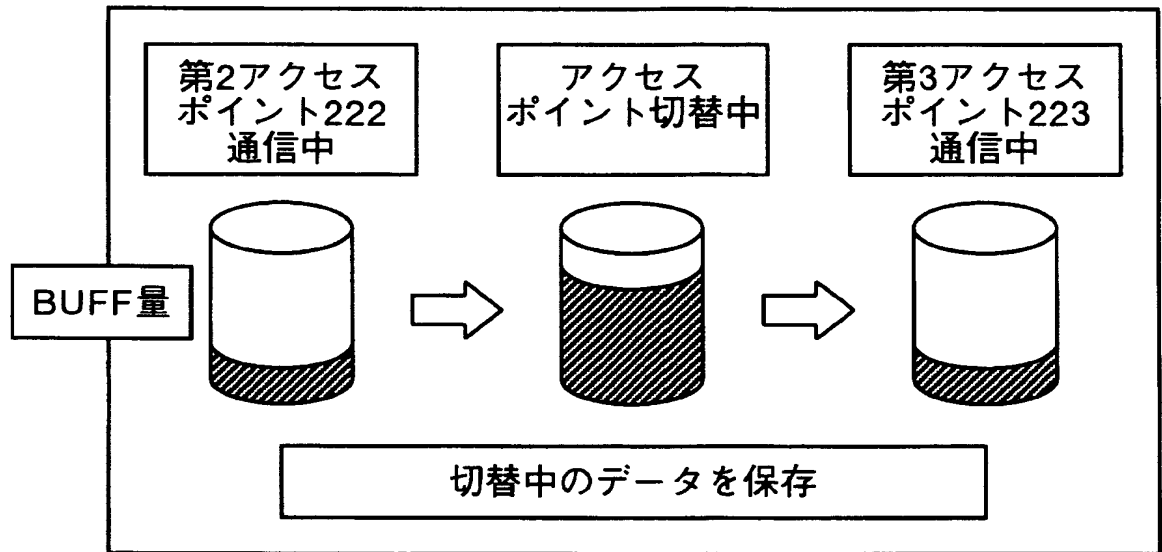 第2アクセス
ポイント222
通信中
アクセス
ポイント切替中
第3アクセス
ポイント223
通信中
BUFF量
切替中のデータを保存